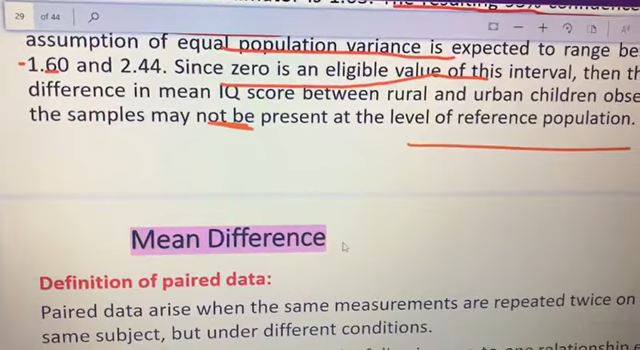 29 of 44
assumption of equal population variance is expected to range be
-1.60 and 2.44. Since zero is an eligible value of this interval, then th
difference in mean IQ score between rural and urban children obse
the samples may not be present at the level of reference population.
Mean Difference
Definition of paired data:
Paired data arise when the same measurements are repeated twice on
same subject, but under different conditions.